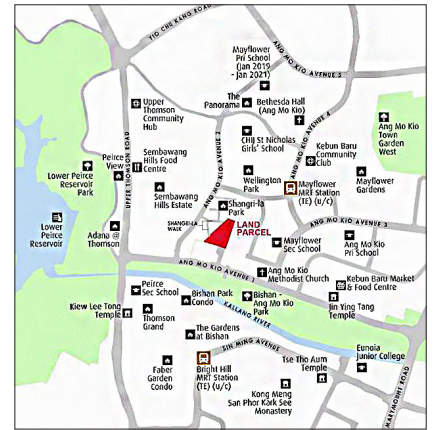 YIO CHU KANG ROAD
Mayflower
Pri School
(Jan 2019
- Jan 2021)
ANG MO KIO AVENUE 5
The
Panorama
Bethesda Hall
(Ang Mo Kio)
Upper
Thomson
Community
Hub
UPPER THOMSON ROAD
ANG MO KIO AVENUE 2
ANG MO KIO AVENUE 4
Ang Mo Kio
Town
Garden
West
CHIJ St Nicholas
Girls' School
Kebun Baru
Community
Club
Peirce
View
Sembawang
Hills Food
Centre
Lower Peirce
Reservoir
Park
Wellington
Park
Mayflower
MRT Station
(TE) (u/c)
Mayflower
Gardens
Sembawang
Hills Estate
Shangri-la
Park
Lower
Peirce
Reservoir
Adana @
Thomson
SHANGRI-LA
WALK
LAND
PARCEL
ANG MO KIO AVENUE 3
Mayflower
Sec School
Ang Mo Kio
Pri School
ANG MO KIO AVENUE 1
Ang Mo Kio
Methodist Church
Kebun Baru Market
& Food Centre
Peirce
Sec School
Bishan Park
Condo
Bishan -
Ang Mo Kio
Park
Jin Ying Tang
Temple
Kiew Lee Tong
Temple
KALLANG RIVER
Thomson
Grand
The Gardens
at Bishan
SIN MING AVENUE
Faber
Garden
Condo
Bright Hill
MRT Station
(TE) (u/c)
Tse Tho Aum
Temple
Eunoia
Junior College
Kong Meng
San Phor Kark See
Monastery
MARYMOUNT ROAD